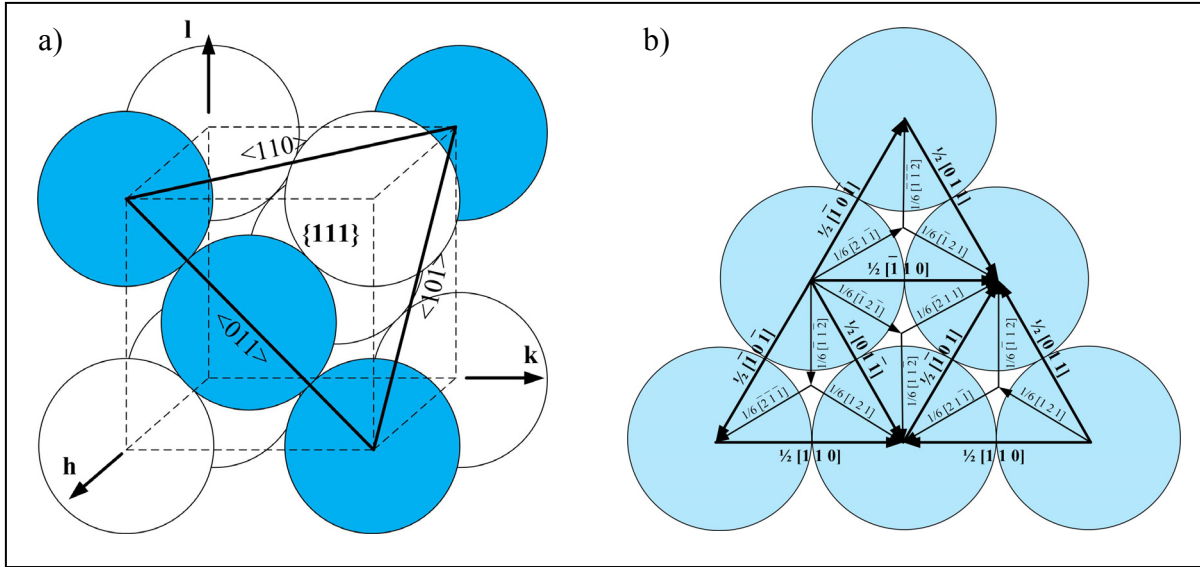 a)
l
<110>
{111}
<101>
<011>
k
h
b)
½ [1̄ 0 1]
1/6 [1̄ 1̄ 2]
½ [0 1 1̄]
1/6 [2̄ 1 1̄]
1/6 [1̄ 2 1]
½ [1̄ 1 0]
1/6 [1̄ 2 1̄]
1/6 [2̄ 1 1]
½ [1̄ 0 1̄]
1/6 [1 1 2̄]
½ [0 1 1̄]
1/6 [1 1 2̄]
½ [1̄ 0 1]
1/6 [1 1 2]
½ [0 1 1]
1/6 [2̄ 1̄ 1̄]
1/6 [1 2 1]
1/6 [2 1 1̄]
1/6 [1 2 1]
½ [1 1 0]
½ [1 1 0]